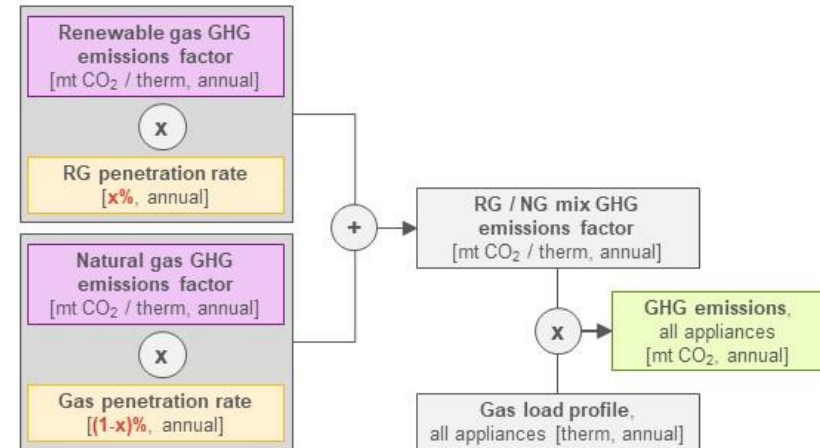 Renewable gas GHG
emissions factor
[mt CO₂ / therm, annual]
x
RG penetration rate
[x%, annual]
Natural gas GHG
emissions factor
[mt CO₂ / therm, annual]
x
Gas penetration rate
[(1-x)%, annual]
+
RG / NG mix GHG
emissions factor
[mt CO₂ / therm, annual]
x
Gas load profile,
all appliances [therm, annual]
GHG emissions,
all appliances
[mt CO₂, annual]